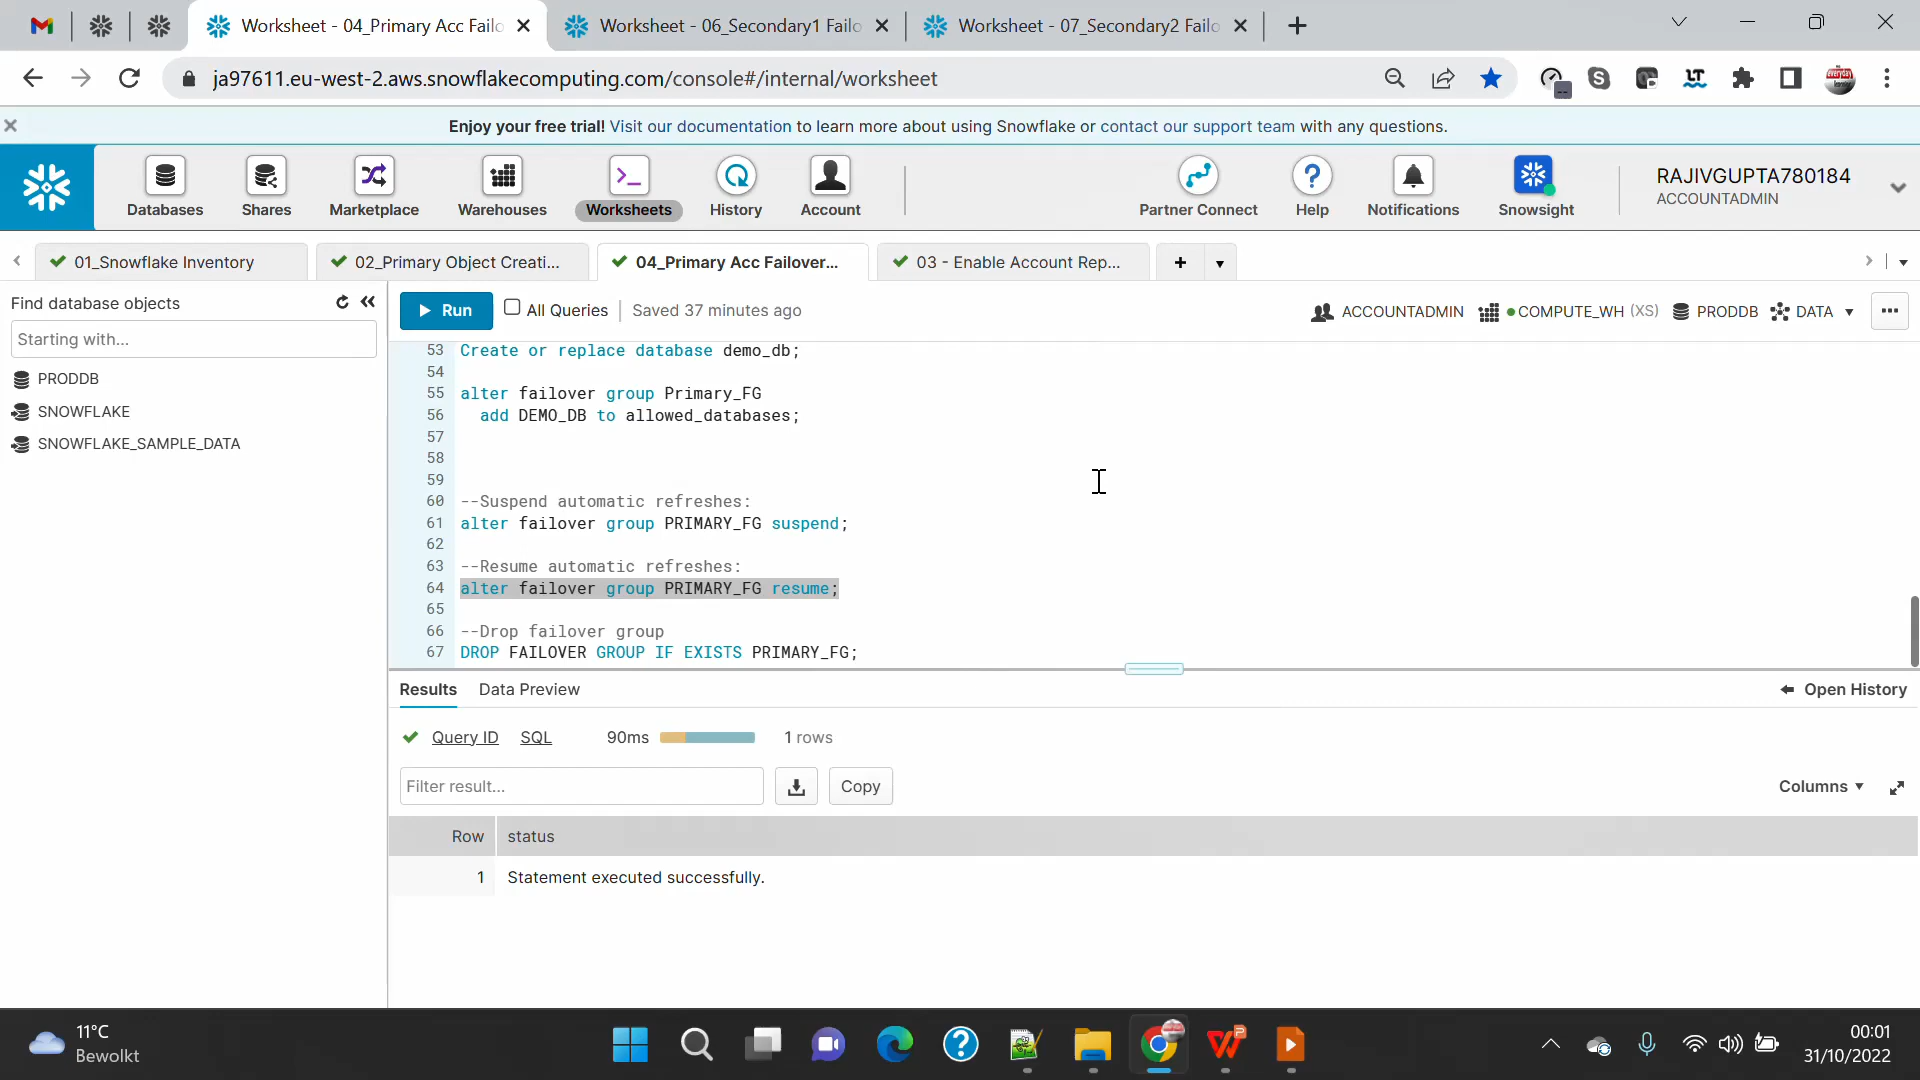 Worksheet - 04_Primary Acc Failo
Worksheet - 06_Secondary1 Failo
Worksheet - 07_Secondary2 Failo
ja97611.eu-west-2.aws.snowflakecomputing.com/console#/internal/worksheet
Enjoy your free trial! Visit our documentation to learn more about using Snowflake or contact our support team with any questions.
Databases
Shares
Marketplace
Warehouses
Worksheets
History
Account
Partner Connect
Help
Notifications
Snowsight
RAJIVGUPTA780184
ACCOUNTADMIN
01_Snowflake Inventory
02_Primary Object Creati...
04_Primary Acc Failover...
03 - Enable Account Rep...
Find database objects
Starting with...
PRODDB
SNOWFLAKE
SNOWFLAKE_SAMPLE_DATA
Run
All Queries
Saved 37 minutes ago
ACCOUNTADMIN
COMPUTE_WH (XS)
PRODDB
DATA
53 Create or replace database demo_db;
54
55 alter failover group Primary_FG
56 add DEMO_DB to allowed_databases;
57
58
59
60 --Suspend automatic refreshes:
61 alter failover group PRIMARY_FG suspend;
62
63 --Resume automatic refreshes:
64 alter failover group PRIMARY_FG resume;
65
66 --Drop failover group
67 DROP FAILOVER GROUP IF EXISTS PRIMARY_FG;
Results
Data Preview
Open History
Query ID
SQL
90ms
1 rows
Filter result...
Copy
Columns
Row status
1 Statement executed successfully.
11°C
Bewolkt
00:01
31/10/2022